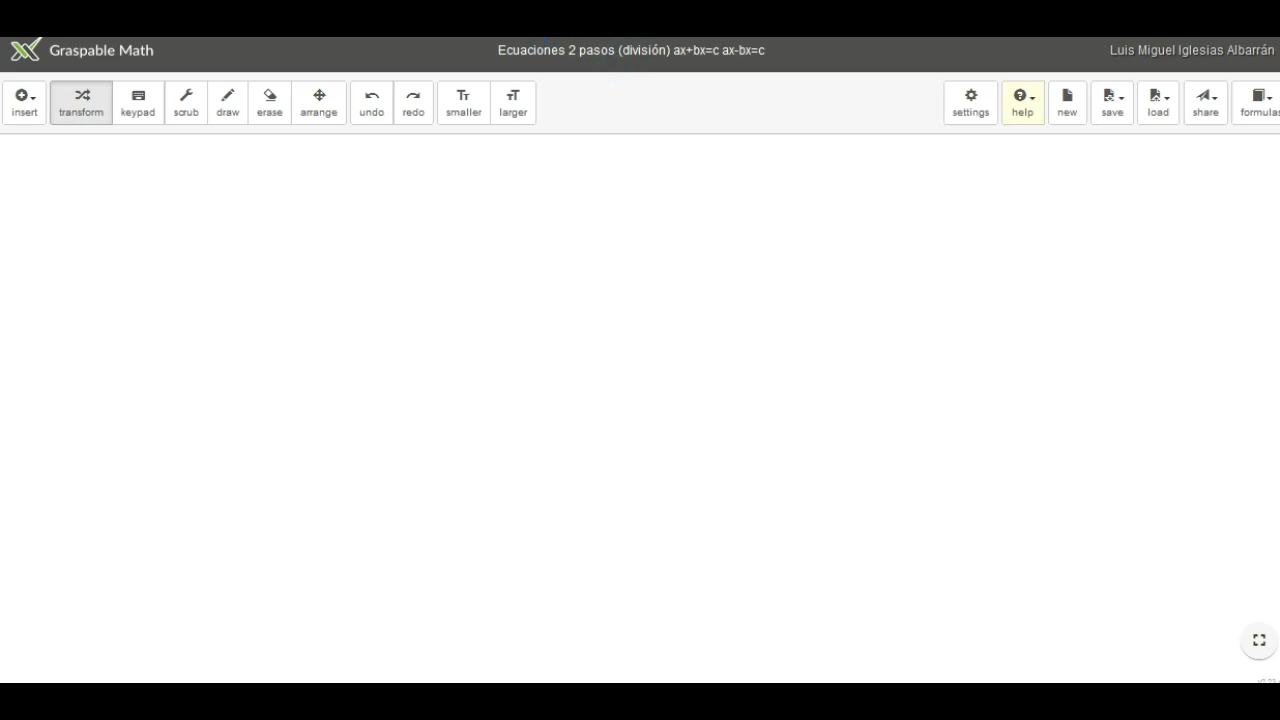 Graspable Math
Ecuaciones 2 pasos (división) ax+bx=c ax-bx=c
Luis Miguel Iglesias Albarrán
insert transform keypad scrub draw erase arrange undo redo smaller larger settings help new save load share formulas